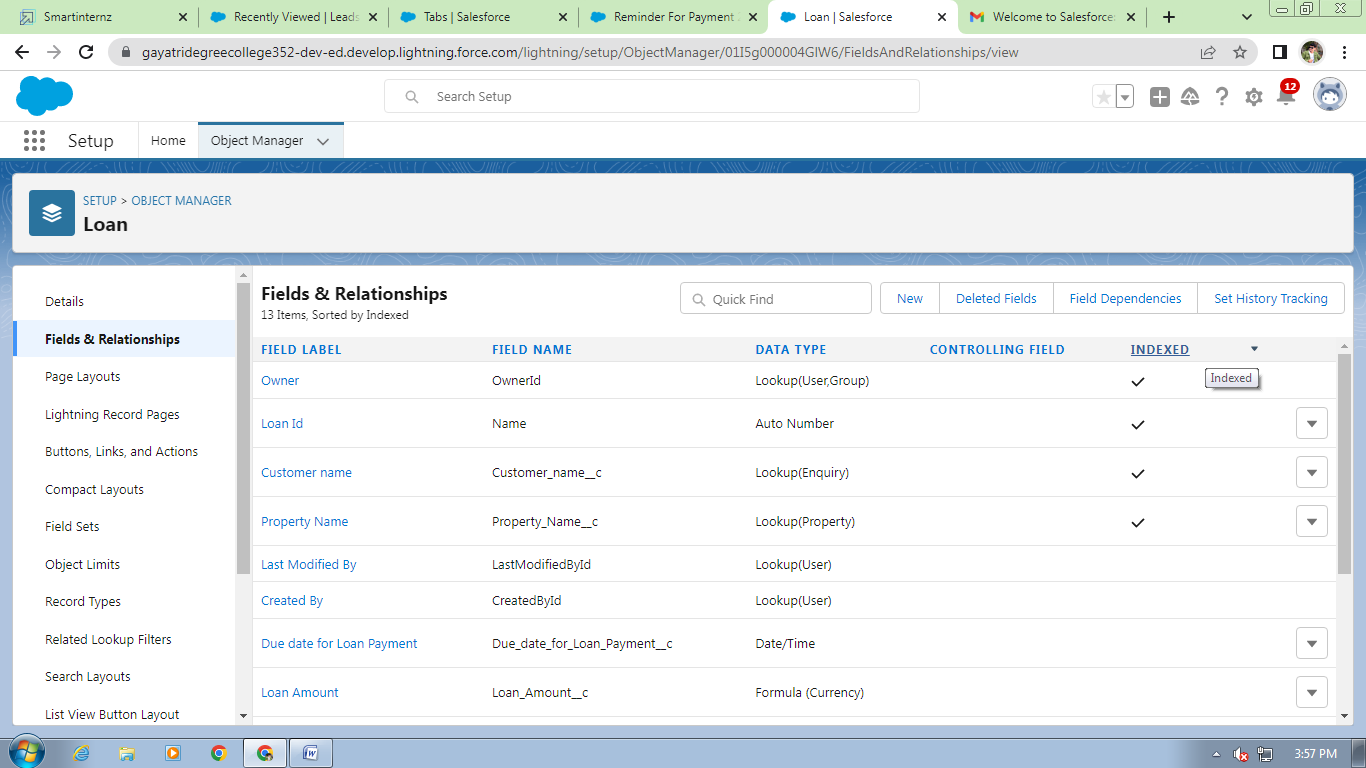 Smartinternz
Recently Viewed | Leads
Tabs | Salesforce
Reminder For Payment
Loan | Salesforce
Welcome to Salesforce:
gayatridegreecollege352-dev-ed.develop.lightning.force.com/lightning/setup/ObjectManager/01I5g000004GlW6/FieldsAndRelationships/view
Search Setup
12
Setup
Home
Object Manager
SETUP > OBJECT MANAGER
Loan
Details
Fields & Relationships
Page Layouts
Lightning Record Pages
Buttons, Links, and Actions
Compact Layouts
Field Sets
Object Limits
Record Types
Related Lookup Filters
Search Layouts
List View Button Layout
Fields & Relationships
13 Items, Sorted by Indexed
Quick Find
New
Deleted Fields
Field Dependencies
Set History Tracking
FIELD LABEL FIELD NAME DATA TYPE CONTROLLING FIELD INDEXED
Indexed
Owner OwnerId Lookup(User,Group)
Loan Id Name Auto Number
Customer name Customer_name__c Lookup(Enquiry)
Property Name Property_Name__c Lookup(Property)
Last Modified By LastModifiedById Lookup(User)
Created By CreatedById Lookup(User)
Due date for Loan Payment Due_date_for_Loan_Payment__c Date/Time
Loan Amount Loan_Amount__c Formula (Currency)
3:57 PM